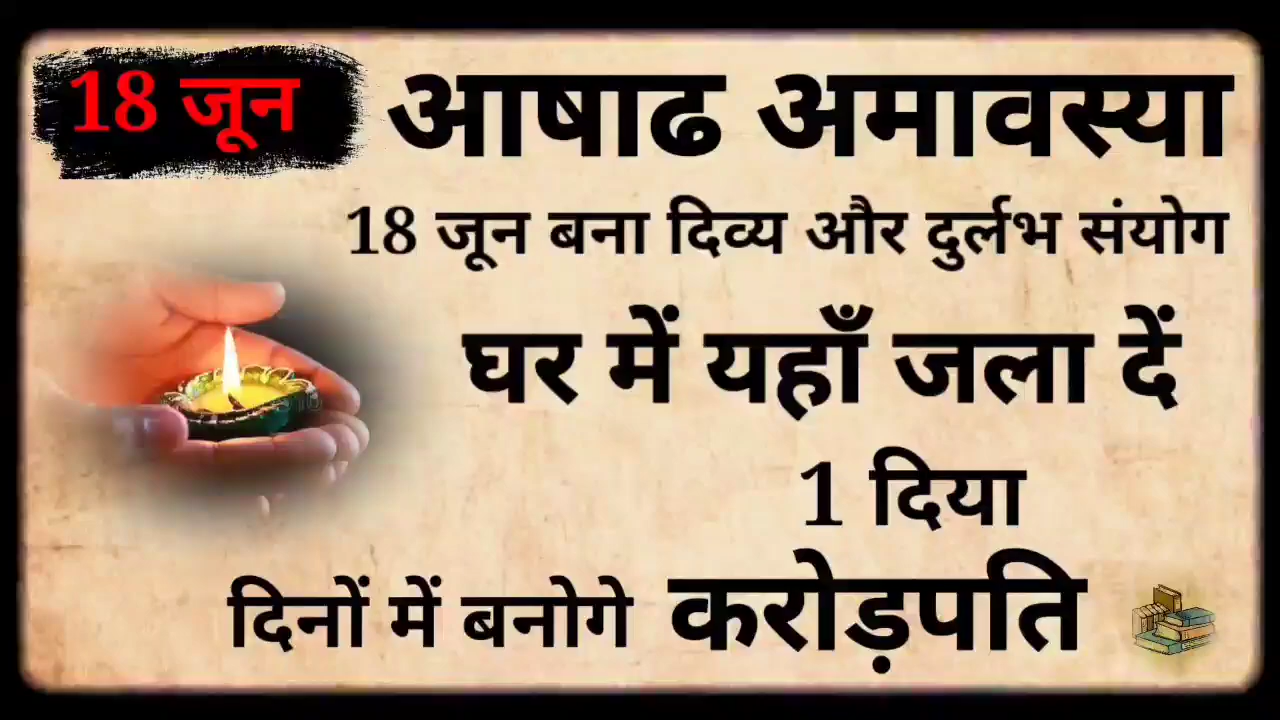 18 जून
आषाढ अमावस्या
18 जून बना दिव्य और दुर्लभ संयोग
घर में यहाँ जला दें
1 दिया
दिनों में बनोगे करोड़पति